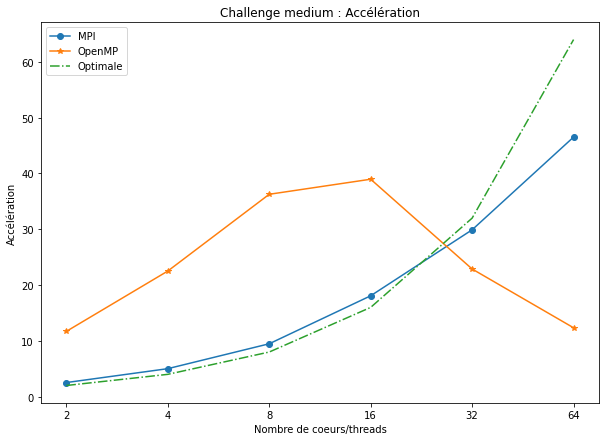 Challenge medium : Accélération
MPI
OpenMP
Optimale
Accélération
60
50
40
30
20
10
0
2 4 8 16 32 64
Nombre de coeurs/threads